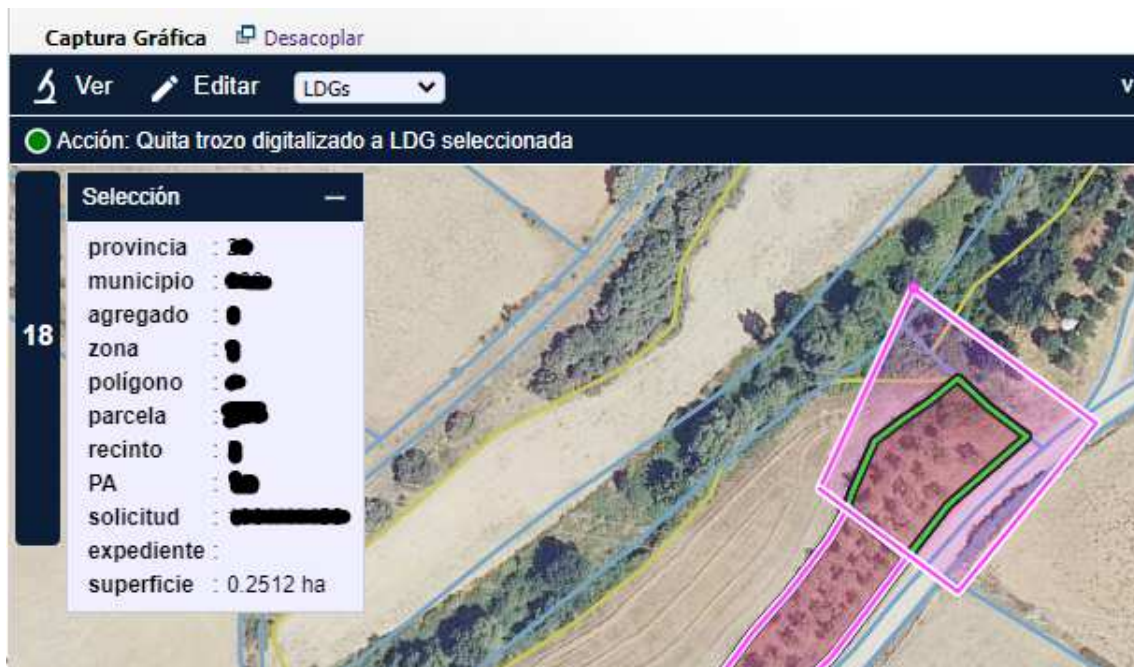 Captura Gráfica Desacoplar
Ver Editar LDGs
Acción: Quita trozo digitalizado a LDG seleccionada
18
Selección
provincia :
municipio :
agregado :
zona :
polígono :
parcela :
recinto :
PA :
solicitud :
expediente :
superficie : 0.2512 ha